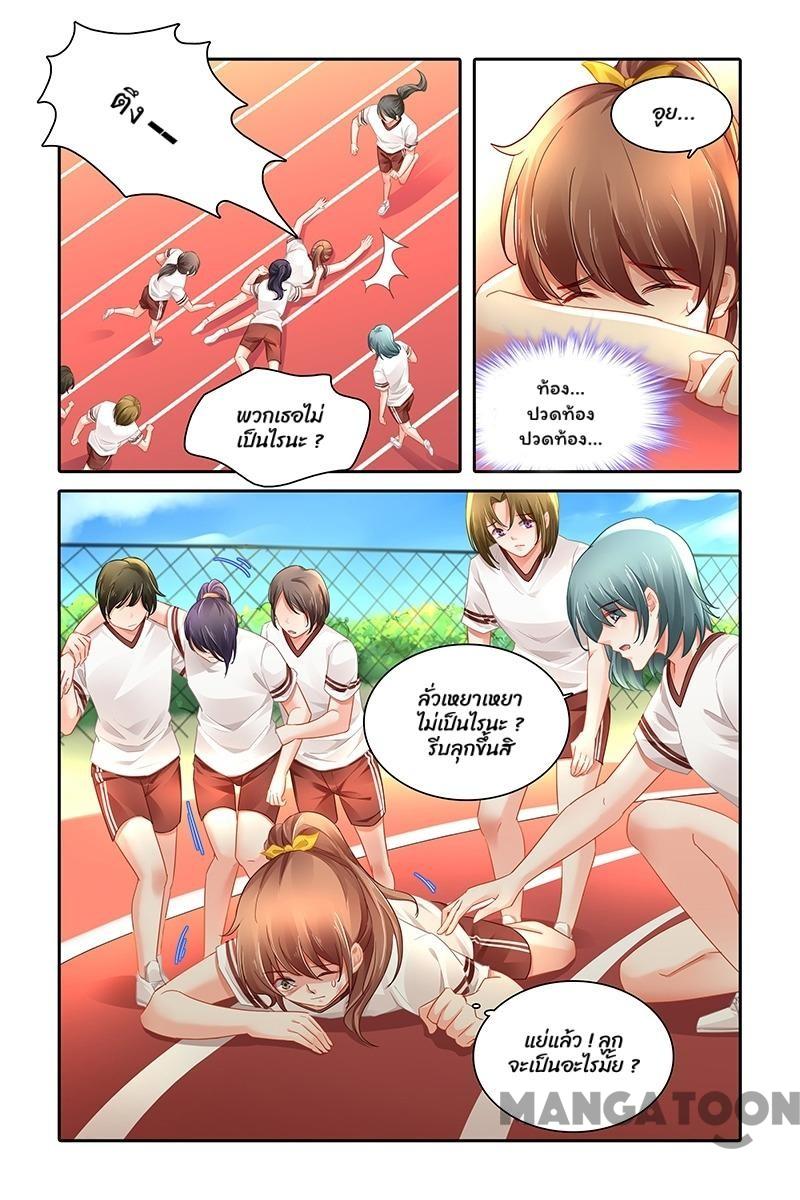 ตึง --
พวกเธอไม่
เป็นไรนะ ?
อูย...
ท้อง...
ปวดท้อง
ปวดท้อง...
ลั่วเหยาเหยา
ไม่เป็นไรนะ ?
รีบลุกขึ้นสิ
แย่แล้ว ! ลูก
จะเป็นอะไรมั้ย ?
MANGATOON